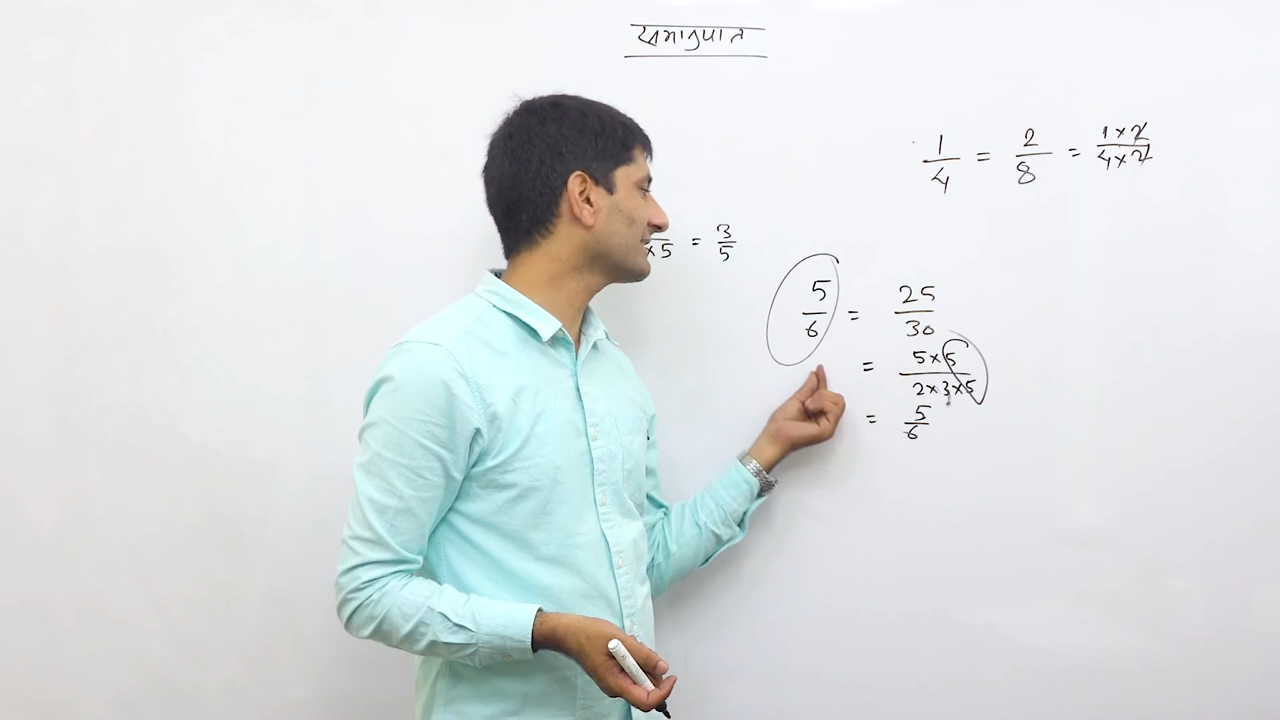 समानुपात
1/4 = 2/8 = 1×2/4×2
×5 = 3/5
5/6 = 25/30
= 5×5/2×3×5
= 5/6